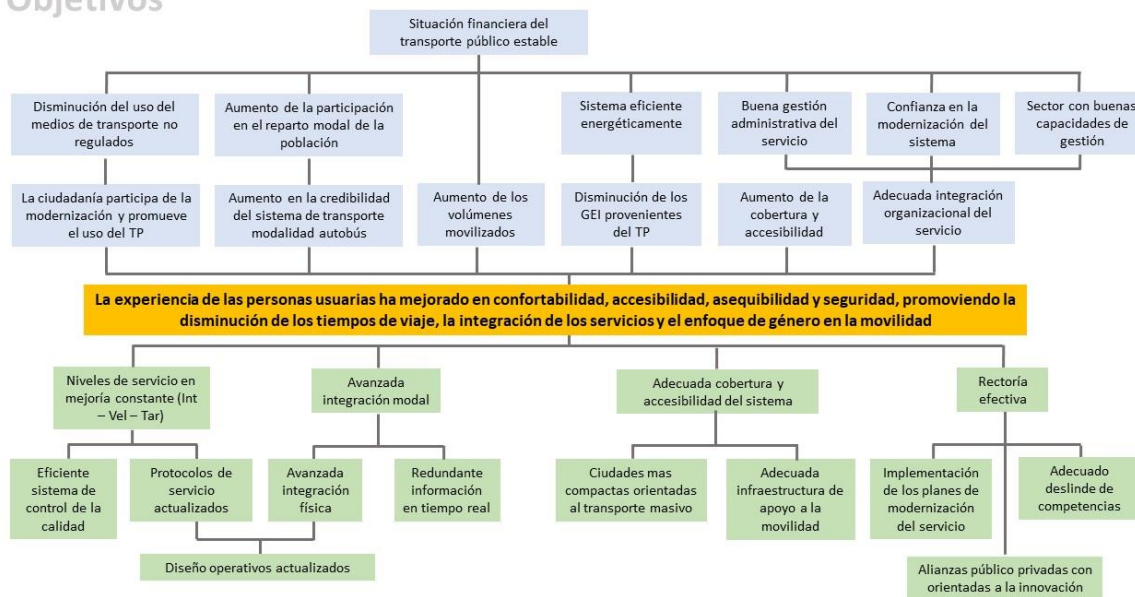 Objetivos
Situación financiera del
transporte público estable
Disminución del uso del
medios de transporte no
regulados
Aumento de la participación
en el reparto modal de la
población
Sistema eficiente
energéticamente
Buena gestión
administrativa del
servicio
Confianza en la
modernización del
sistema
Sector con buenas
capacidades de
gestión
La ciudadanía participa de la
modernización y promueve
el uso del TP
Aumento en la credibilidad
del sistema de transporte
modalidad autobús
Aumento de los
volúmenes
movilizados
Disminución de los
GEI provenientes
del TP
Aumento de la
cobertura y
accesibilidad
Adecuada integración
organizacional del
servicio
La experiencia de las personas usuarias ha mejorado en confortabilidad, accesibilidad, asequibilidad y seguridad, promoviendo la
disminución de los tiempos de viaje, la integración de los servicios y el enfoque de género en la movilidad
Niveles de servicio en
mejoría constante (Int
– Vel – Tar)
Avanzada
integración modal
Adecuada cobertura y
accesibilidad del sistema
Rectoría
efectiva
Eficiente
sistema de
control de la
calidad
Protocolos de
servicio
actualizados
Avanzada
integración
física
Redundante
información
en tiempo real
Ciudades mas
compactas orientadas
al transporte masivo
Adecuada
infraestructura de
apoyo a la
movilidad
Implementación
de los planes de
modernización
del servicio
Adecuado
deslinde de
competencias
Diseño operativos actualizados
Alianzas público privadas con
orientadas a la innovación